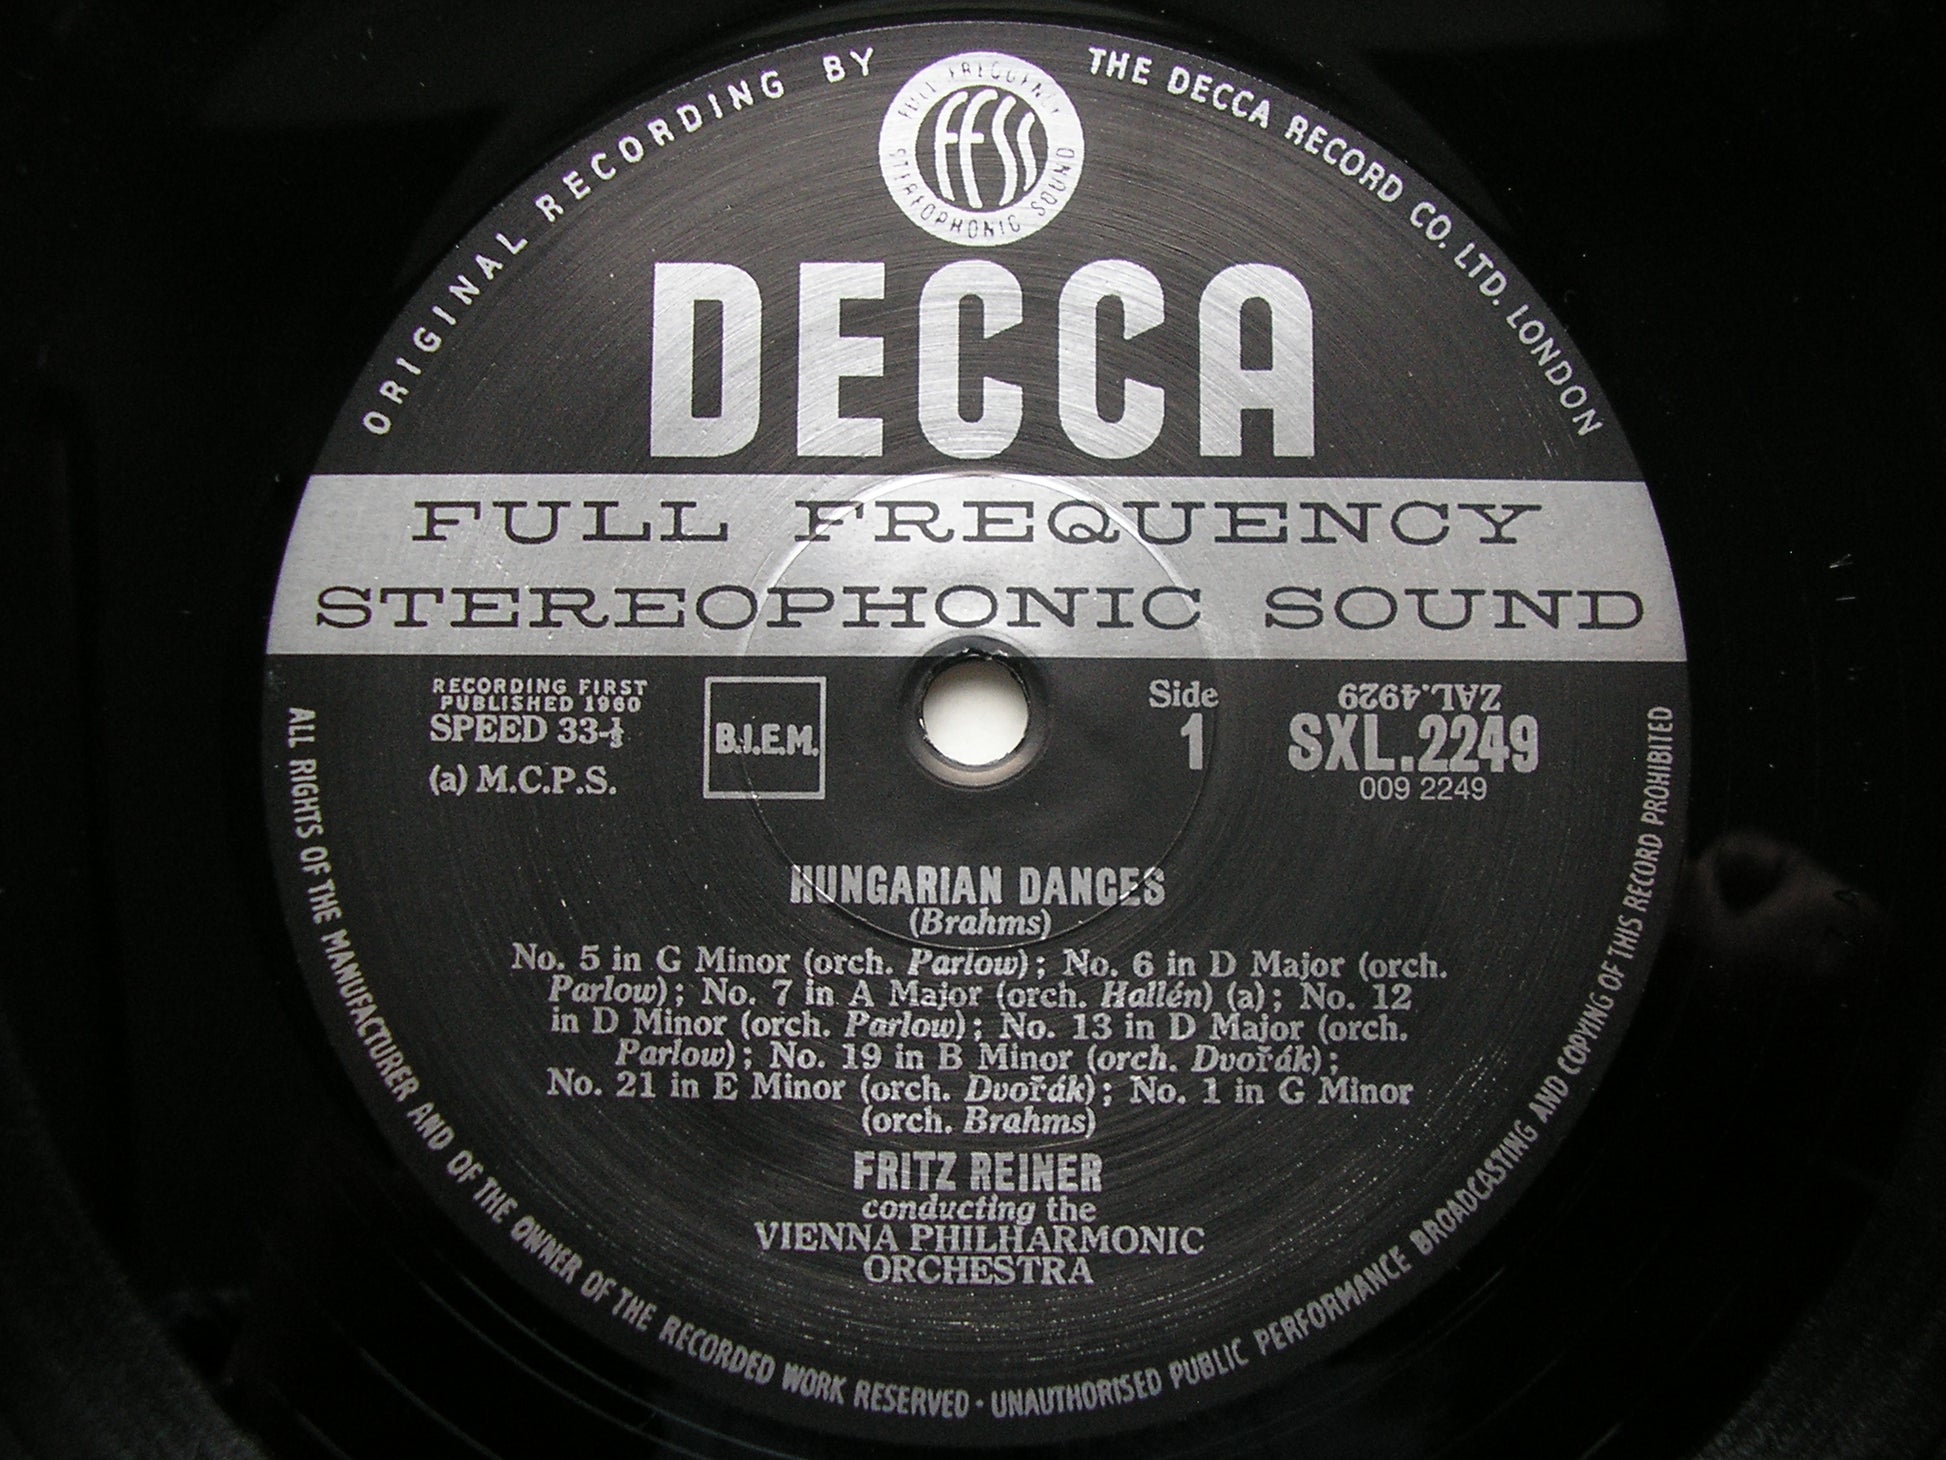 ORIGINAL RECORDING BY THE DECCA RECORD CO. LTD. LONDON
FULL FREQUENCY
STEREOPHONIC SOUND
FFSS
DECCA
FULL FREQUENCY
STEREOPHONIC SOUND
RECORDING FIRST
PUBLISHED 1960
SPEED 33-⅓
(a) M.C.P.S.
B.I.E.M.
Side
1
ZAL.4929
SXL.2249
009 2249
HUNGARIAN DANCES
(Brahms)
No. 5 in G Minor (orch. Parlow); No. 6 in D Major (orch.
Parlow); No. 7 in A Major (orch. Hallén) (a); No. 12
in D Minor (orch. Parlow); No. 13 in D Major (orch.
Parlow); No. 19 in B Minor (orch. Dvořák);
No. 21 in E Minor (orch. Dvořák); No. 1 in G Minor
(orch. Brahms)
FRITZ REINER
conducting the
VIENNA PHILHARMONIC
ORCHESTRA
ALL RIGHTS OF THE MANUFACTURER AND OF THE OWNER OF THE RECORDED WORK RESERVED · UNAUTHORISED PUBLIC PERFORMANCE BROADCASTING AND COPYING OF THIS RECORD PROHIBITED